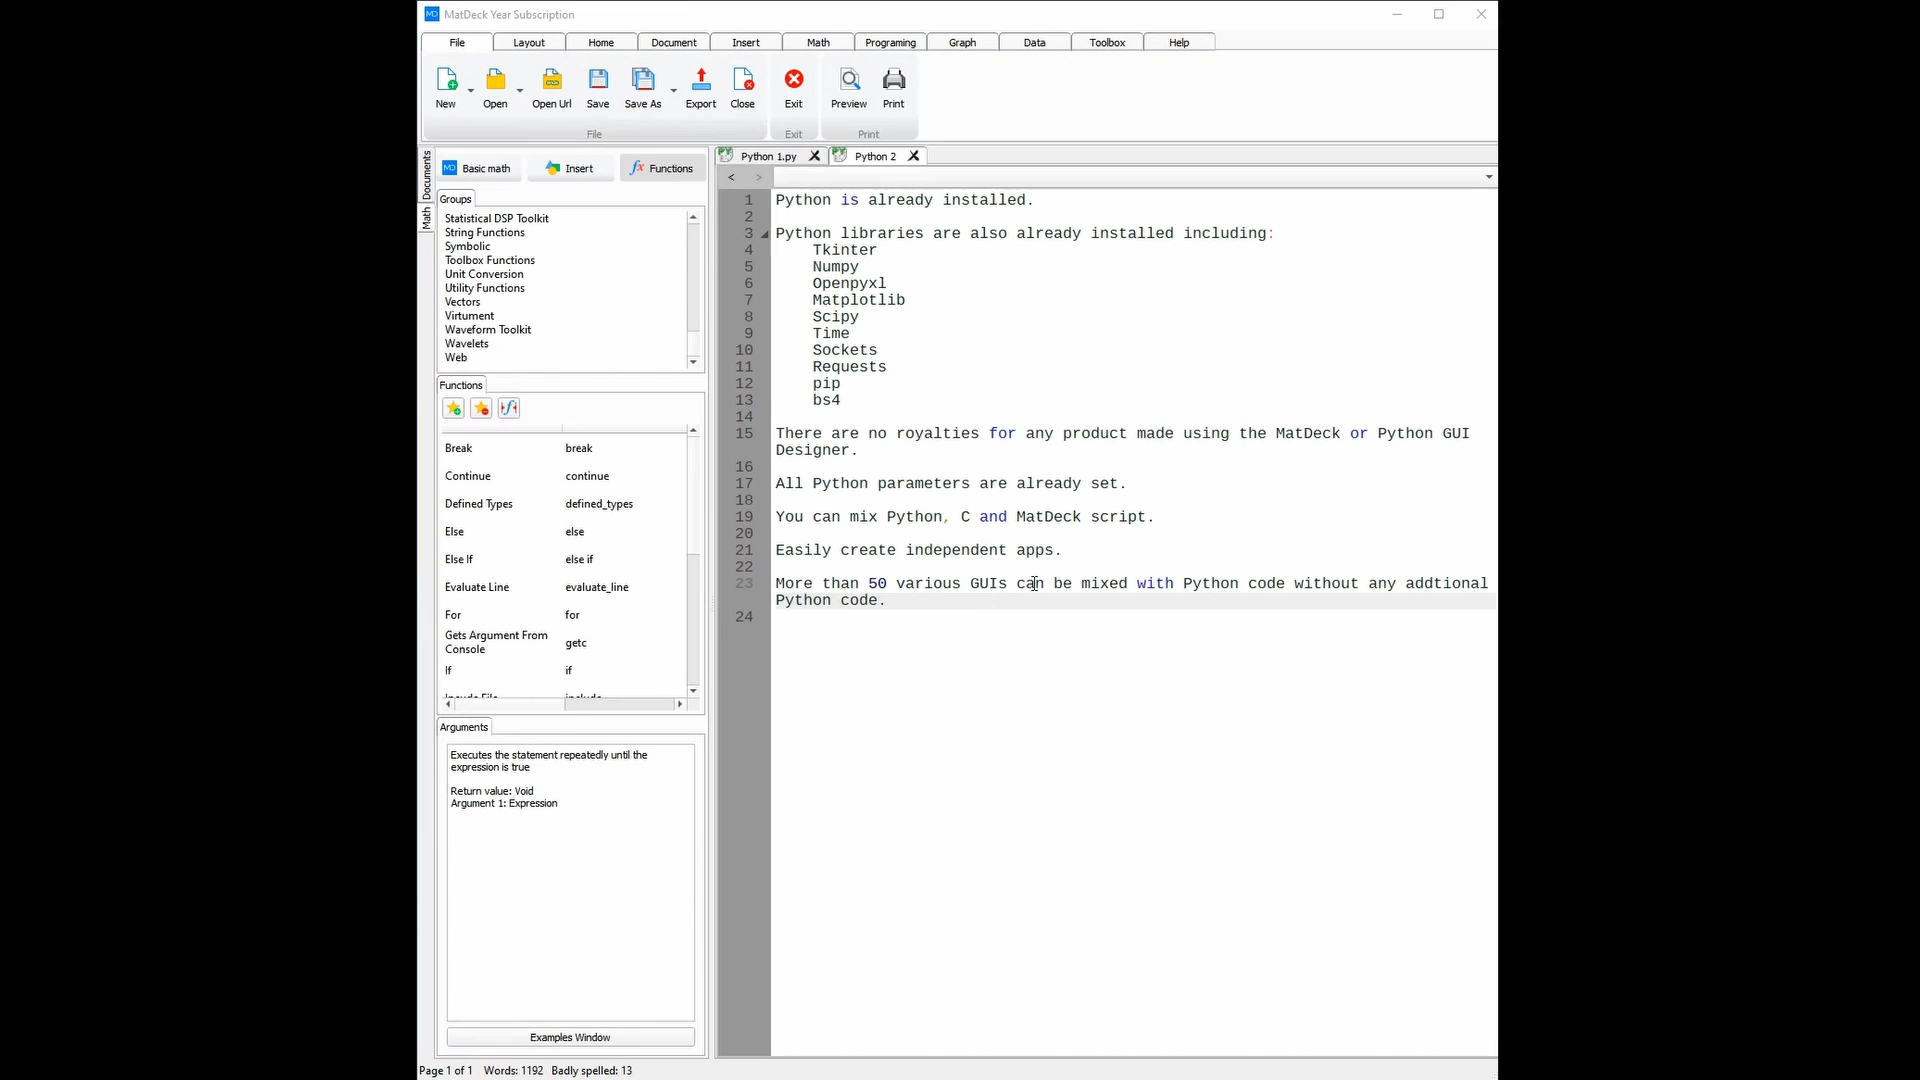 MatDeck Year Subscription
File Layout Home Document Insert Math Programing Graph Data Toolbox Help
New Open Open Url Save Save As Export Close Exit Preview Print
File Exit Print
Documents
Math
Basic math Insert Functions
Groups
Statistical DSP Toolkit
String Functions
Symbolic
Toolbox Functions
Unit Conversion
Utility Functions
Vectors
Virtument
Waveform Toolkit
Wavelets
Web
Functions
Break break
Continue continue
Defined Types defined_types
Else else
Else If else if
Evaluate Line evaluate_line
For for
Gets Argument From
Console getc
If if
Arguments
Executes the statement repeatedly until the
expression is true
Return value: Void
Argument 1: Expression
Examples Window
Python 1.py Python 2
< >
1 Python is already installed.
2
3 Python libraries are also already installed including:
4 Tkinter
5 Numpy
6 Openpyxl
7 Matplotlib
8 Scipy
9 Time
10 Sockets
11 Requests
12 pip
13 bs4
14
15 There are no royalties for any product made using the MatDeck or Python GUI
Designer.
16
17 All Python parameters are already set.
18
19 You can mix Python, C and MatDeck script.
20
21 Easily create independent apps.
22
23 More than 50 various GUIs can be mixed with Python code without any addtional
Python code.
24
Page 1 of 1 Words: 1192 Badly spelled: 13